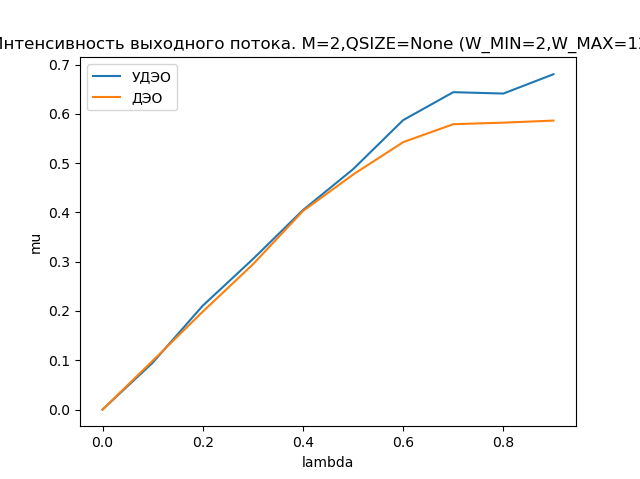 Интенсивность выходного потока. M=2,QSIZE=None (W_MIN=2,W_MAX=12
УДЭО
ДЭО
0.7
0.6
0.5
0.4
0.3
0.2
0.1
0.0
mu
0.0 0.2 0.4 0.6 0.8
lambda